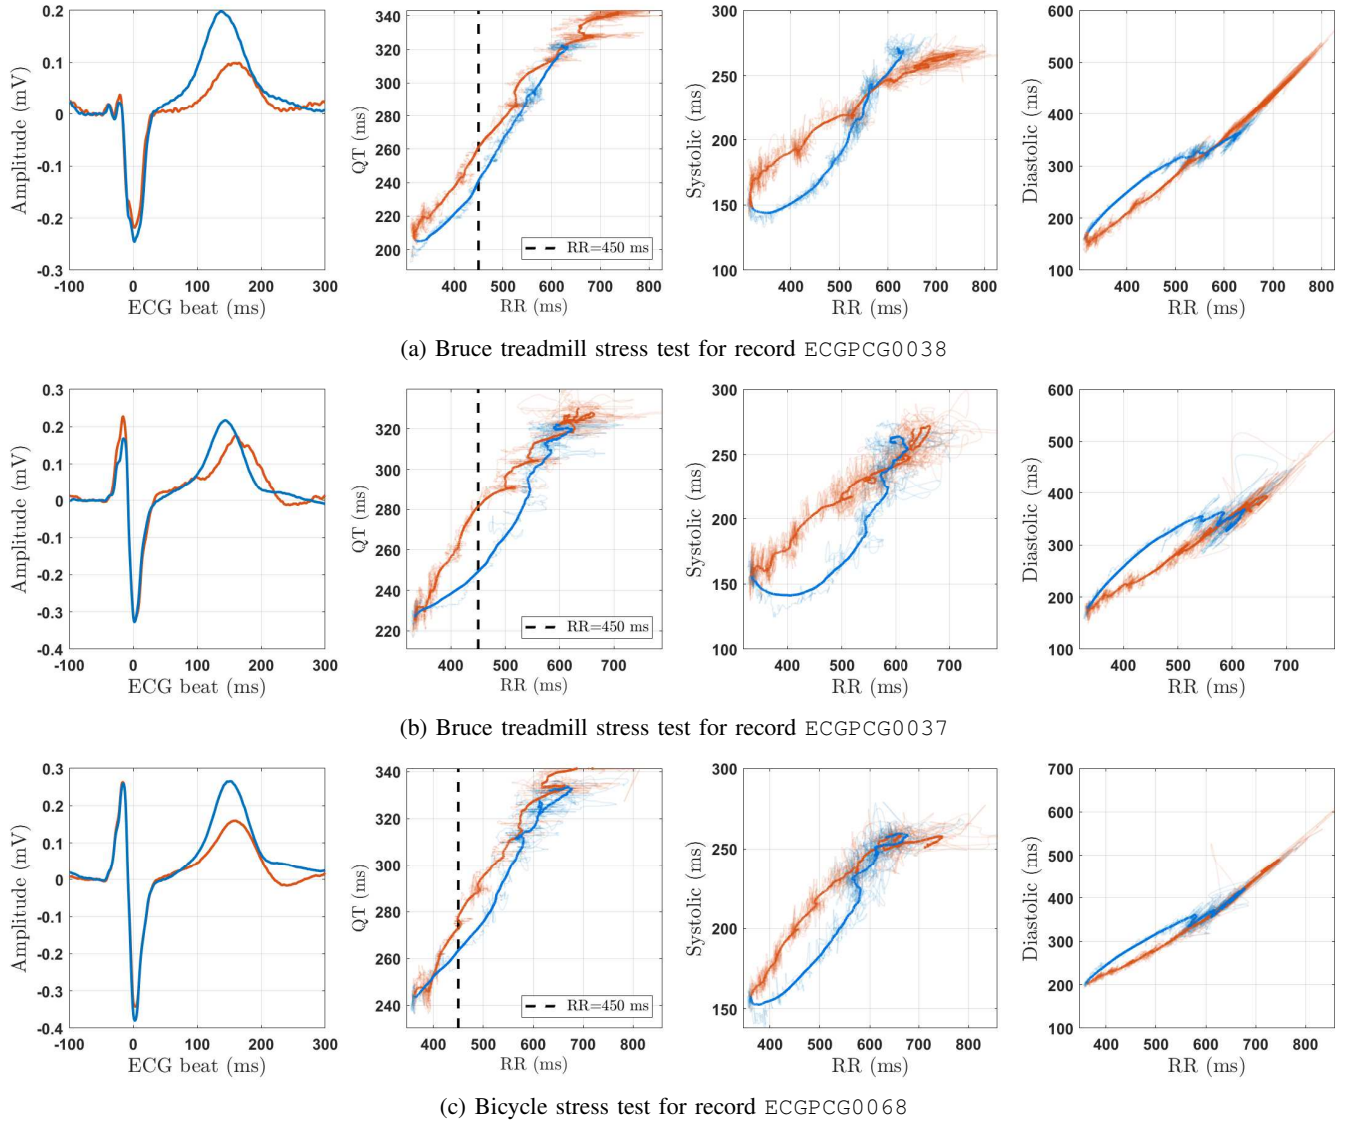 0.2
0.1
0
-0.1
-0.2
-0.3
Amplitude (mV)
-100 0 100 200 300
ECG beat (ms)
340
320
300
280
260
240
220
200
QT (ms)
RR=450 ms
400 500 600 700 800
RR (ms)
300
250
200
150
100
Systolic (ms)
400 500 600 700 800
RR (ms)
600
500
400
300
200
100
Diastolic (ms)
400 500 600 700 800
RR (ms)
(a) Bruce treadmill stress test for record ECGPCG0038
0.3
0.2
0.1
0
-0.1
-0.2
-0.3
-0.4
Amplitude (mV)
-100 0 100 200 300
ECG beat (ms)
320
300
280
260
240
220
QT (ms)
RR=450 ms
400 500 600 700
RR (ms)
300
250
200
150
100
Systolic (ms)
400 500 600 700
RR (ms)
600
500
400
300
200
100
Diastolic (ms)
400 500 600 700
RR (ms)
(b) Bruce treadmill stress test for record ECGPCG0037
0.3
0.2
0.1
0
-0.1
-0.2
-0.3
-0.4
Amplitude (mV)
-100 0 100 200 300
ECG beat (ms)
340
320
300
280
260
240
QT (ms)
RR=450 ms
400 500 600 700 800
RR (ms)
300
250
200
150
Systolic (ms)
400 500 600 700 800
RR (ms)
700
600
500
400
300
200
100
Diastolic (ms)
400 500 600 700 800
RR (ms)
(c) Bicycle stress test for record ECGPCG0068